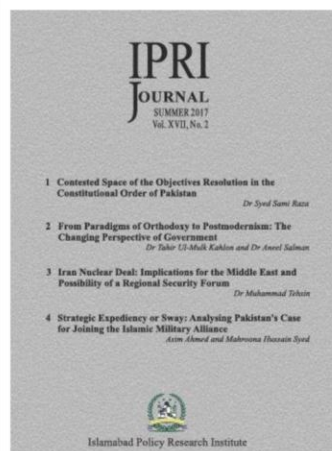 IPRI
JOURNAL
SUMMER 2017
Vol. XVII, No. 2
1 Contested Space of the Objectives Resolution in the
Constitutional Order of Pakistan
Dr Syed Sami Raza
2 From Paradigms of Orthodoxy to Postmodernism: The
Changing Perspective of Government
Dr Tahir Ul-Mulk Kahlon and Dr Aneel Salman
3 Iran Nuclear Deal: Implications for the Middle East and
Possibility of a Regional Security Forum
Dr Muhammad Tehsin
4 Strategic Expediency or Sway: Analysing Pakistan's Case
for Joining the Islamic Military Alliance
Asim Ahmed and Mahroona Hussain Syed
Islamabad Policy Research Institute